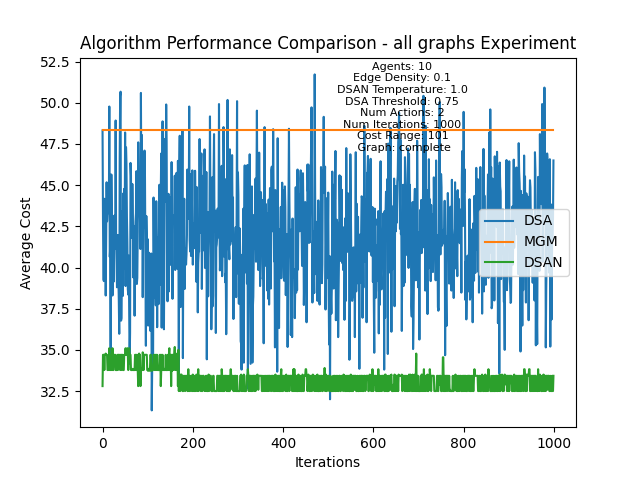 Algorithm Performance Comparison - all graphs Experiment
Agents: 10
Edge Density: 0.1
DSAN Temperature: 1.0
DSA Threshold: 0.75
Num Actions: 2
Num Iterations: 1000
Cost Range: 101
Graph: complete
52.5
50.0
47.5
45.0
42.5
40.0
37.5
35.0
32.5
Average Cost
DSA
MGM
DSAN
0 200 400 600 800 1000
Iterations